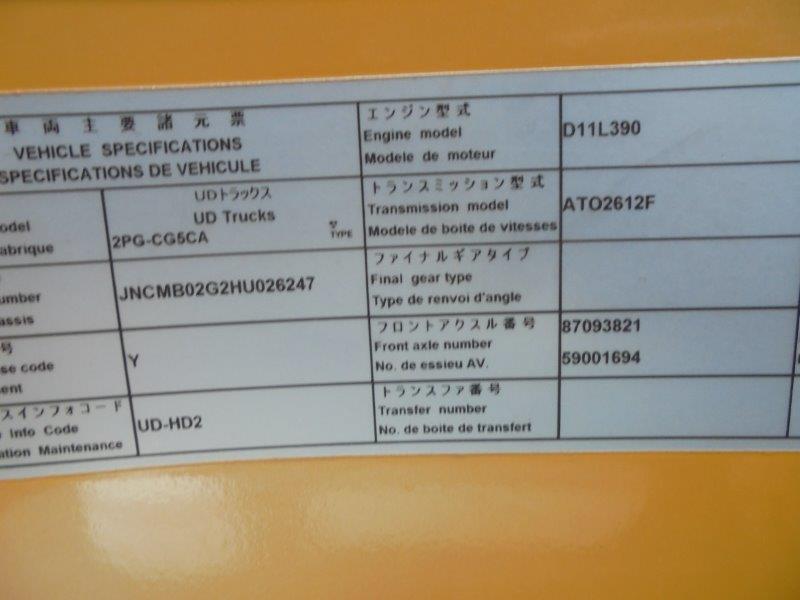 車両主要諸元票
VEHICLE SPECIFICATIONS
SPECIFICATIONS DE VEHICULE
odel
abrique
UDトラックス
UD Trucks
2PG-CG5CA
型
TYPE
umber
assis
JNCMB02G2HU026247
号
se code
ent
Y
スインフォコード
Info Code
ation Maintenance
UD-HD2
エンジン型式
Engine model
Modele de moteur
D11L390
トランスミッション型式
Transmission model
Modele de boite de vitesses
ATO2612F
ファイナルギアタイプ
Final gear type
Type de renvoi d'angle
フロントアクスル番号
Front axle number
No. de essieu AV.
87093821
59001694
トランスファ番号
Transfer number
No. de boite de transfert